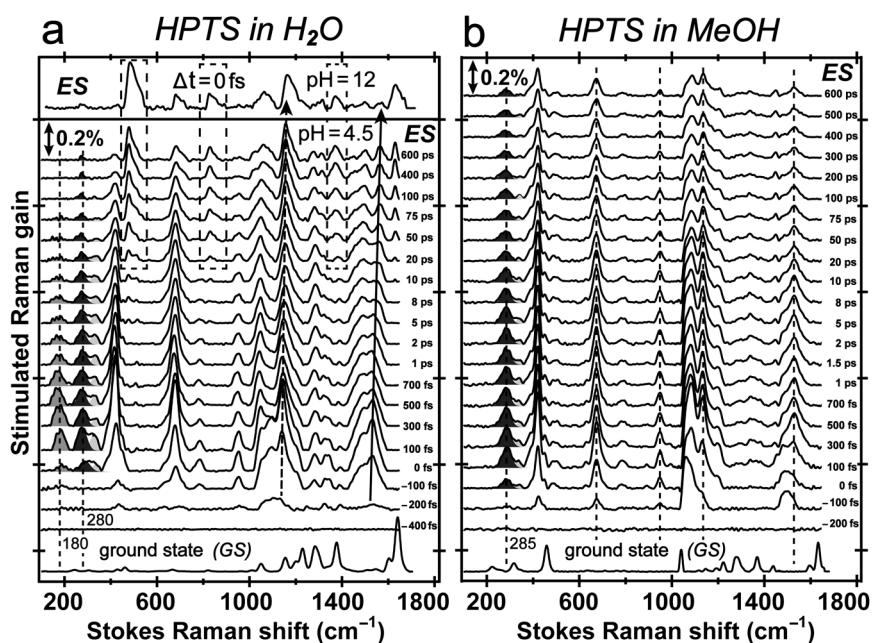 a HPTS in H₂O
ES
Δt=0fs
pH=12
0.2%
pH=4.5
ES
600 ps
400 ps
100 ps
75 ps
50 ps
20 ps
10 ps
8 ps
5 ps
2 ps
1 ps
700 fs
500 fs
300 fs
100 fs
0 fs
−100 fs
−200 fs
−400 fs
280
180
ground state (GS)
200 600 1000 1400 1800
Stokes Raman shift (cm⁻¹)
Stimulated Raman gain
b HPTS in MeOH
0.2%
ES
600 ps
500 ps
400 ps
300 ps
200 ps
100 ps
75 ps
50 ps
20 ps
10 ps
8 ps
5 ps
2 ps
1.5 ps
1 ps
700 fs
500 fs
300 fs
100 fs
0 fs
−100 fs
−200 fs
285
ground state (GS)
200 600 1000 1400 1800
Stokes Raman shift (cm⁻¹)